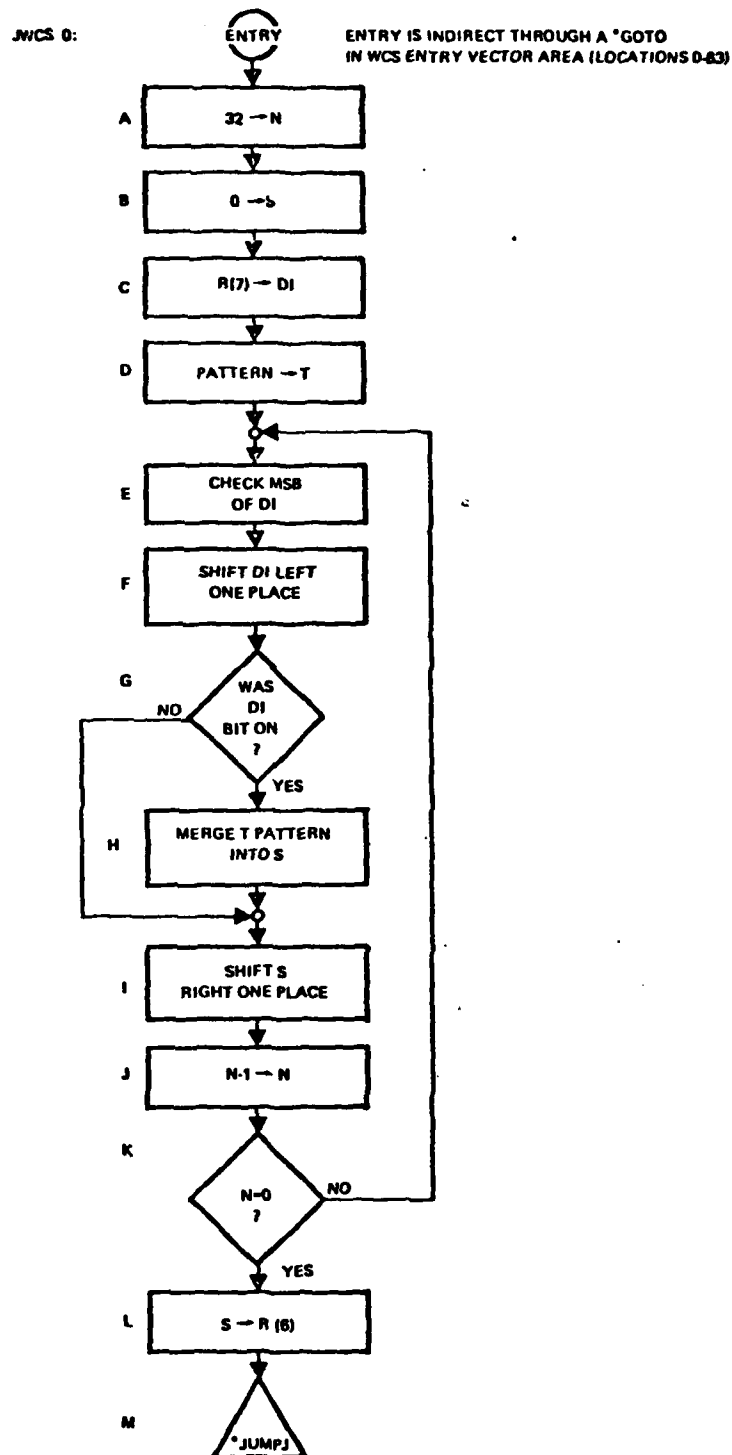 JWCS 0:
ENTRY
ENTRY IS INDIRECT THROUGH A *GOTO
IN WCS ENTRY VECTOR AREA (LOCATIONS 0-63)
A
32 → N
B
0 → S
C
R(7) → DI
D
PATTERN → T
E
CHECK MSB
OF DI
F
SHIFT DI LEFT
ONE PLACE
G
WAS
DI
BIT ON
?
NO
YES
H
MERGE T PATTERN
INTO S
I
SHIFT S
RIGHT ONE PLACE
J
N-1 → N
K
N=0
?
NO
YES
L
S → R (6)
M
*JUMPJ